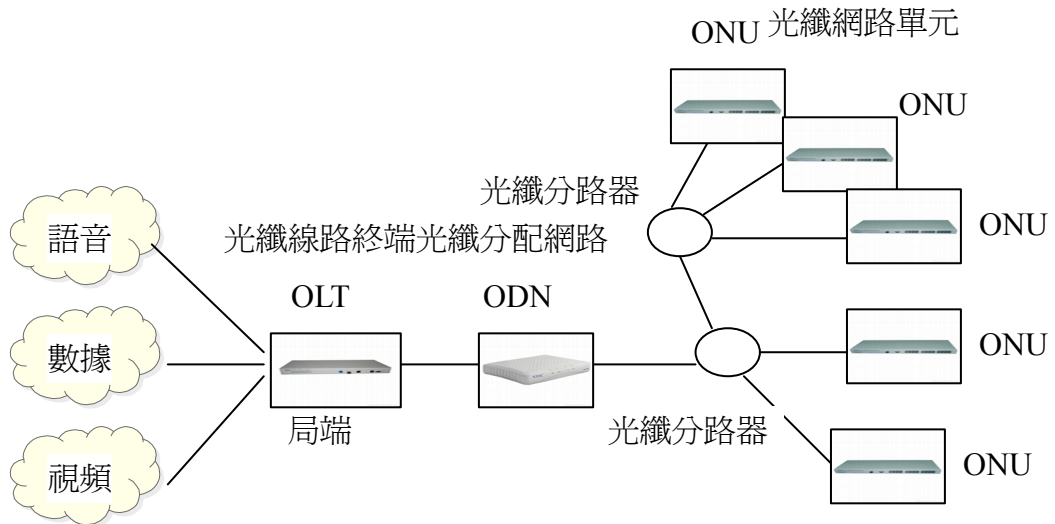 ONU 光纖網路單元
ONU
光纖分路器
語音
光纖線路終端光纖分配網路
ONU
OLT
ODN
數據
ONU
局端
光纖分路器
視頻
ONU